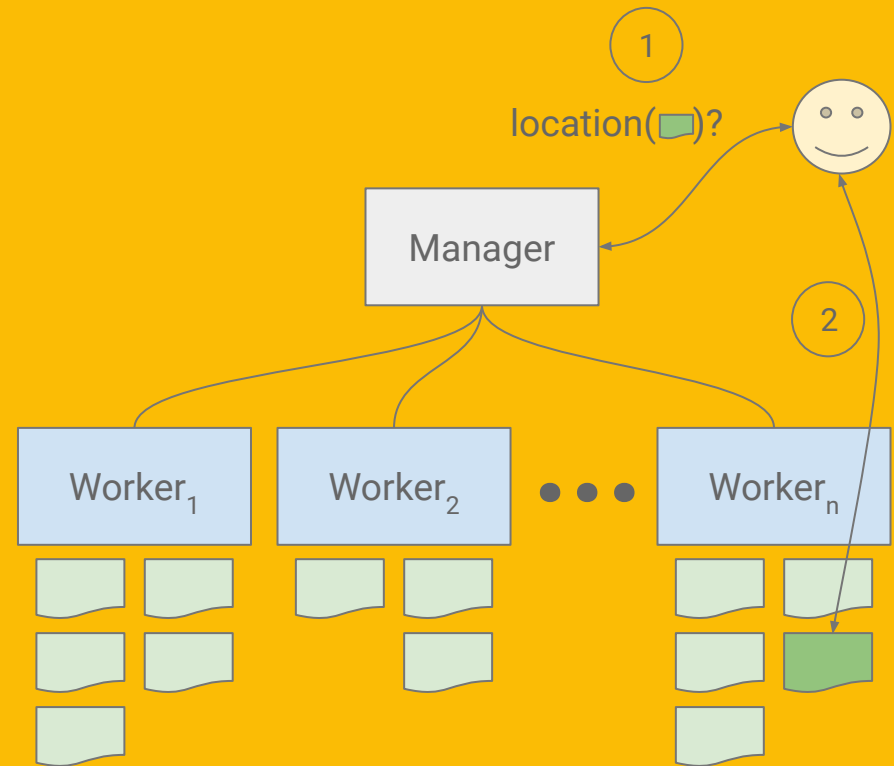 1
location( )?
Manager
2
Worker₁
Worker₂
Workerₙ